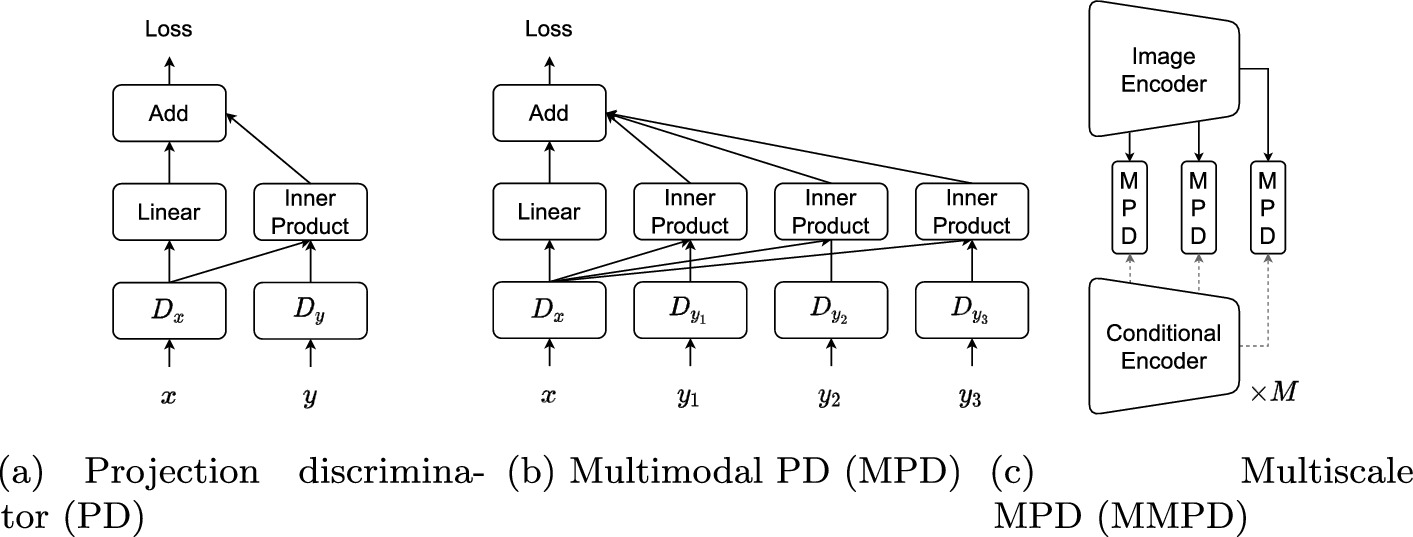 Loss
Add
Linear
Inner
Product
D_x
D_y
x
y
Loss
Add
Linear
Inner
Product
Inner
Product
Inner
Product
D_{y_1}
D_{y_2}
D_{y_3}
D_x
x
y_1
y_2
y_3
Image
Encoder
M
P
D
M
P
D
M
P
D
Conditional
Encoder
×M
(a) Projection discrimina-
tor (PD)
(b) Multimodal PD (MPD)
(c) Multiscale
MPD (MMPD)